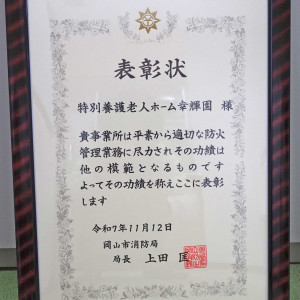 表彰状
特別養護老人ホーム幸輝園 様
貴事業所は平素から適切な防火
管理業務に尽力されその功績は
他の模範となるものです
よってその功績を称えここに表彰
します
令和7年11月12日
岡山市消防局
局長 上田 匡